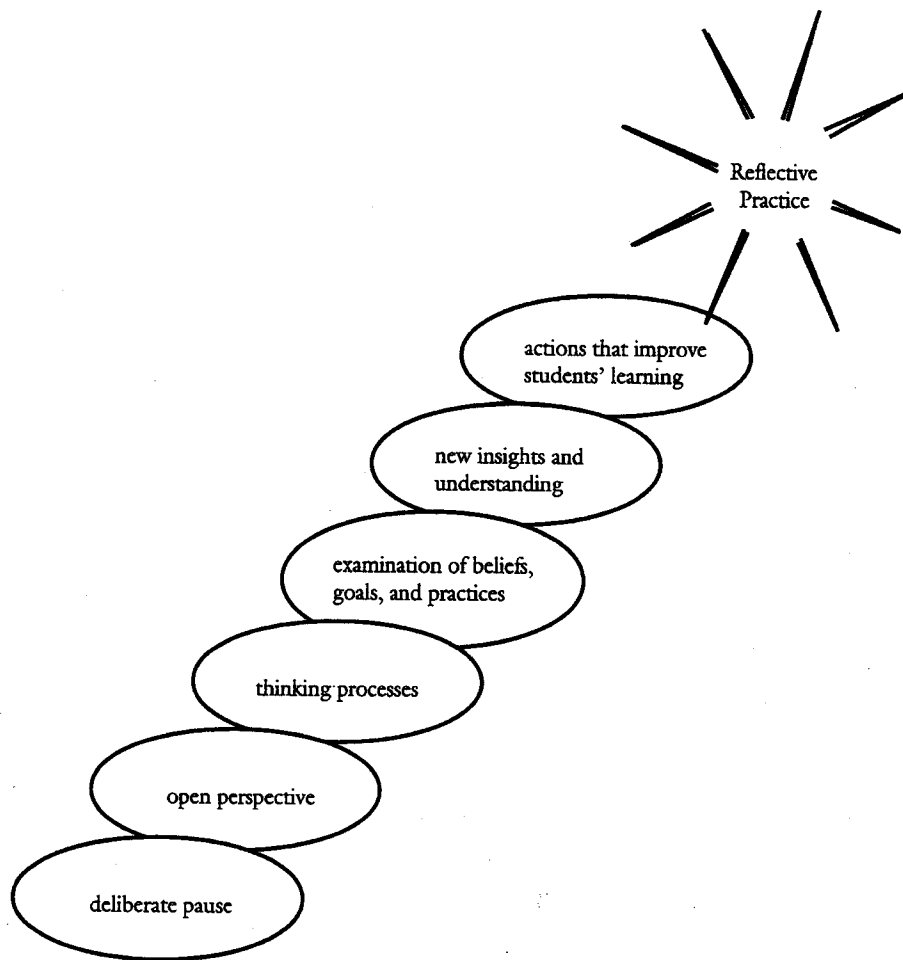 Reflective
Practice
actions that improve
students' learning
new insights and
understanding
examination of beliefs,
goals, and practices
thinking processes
open perspective
deliberate pause